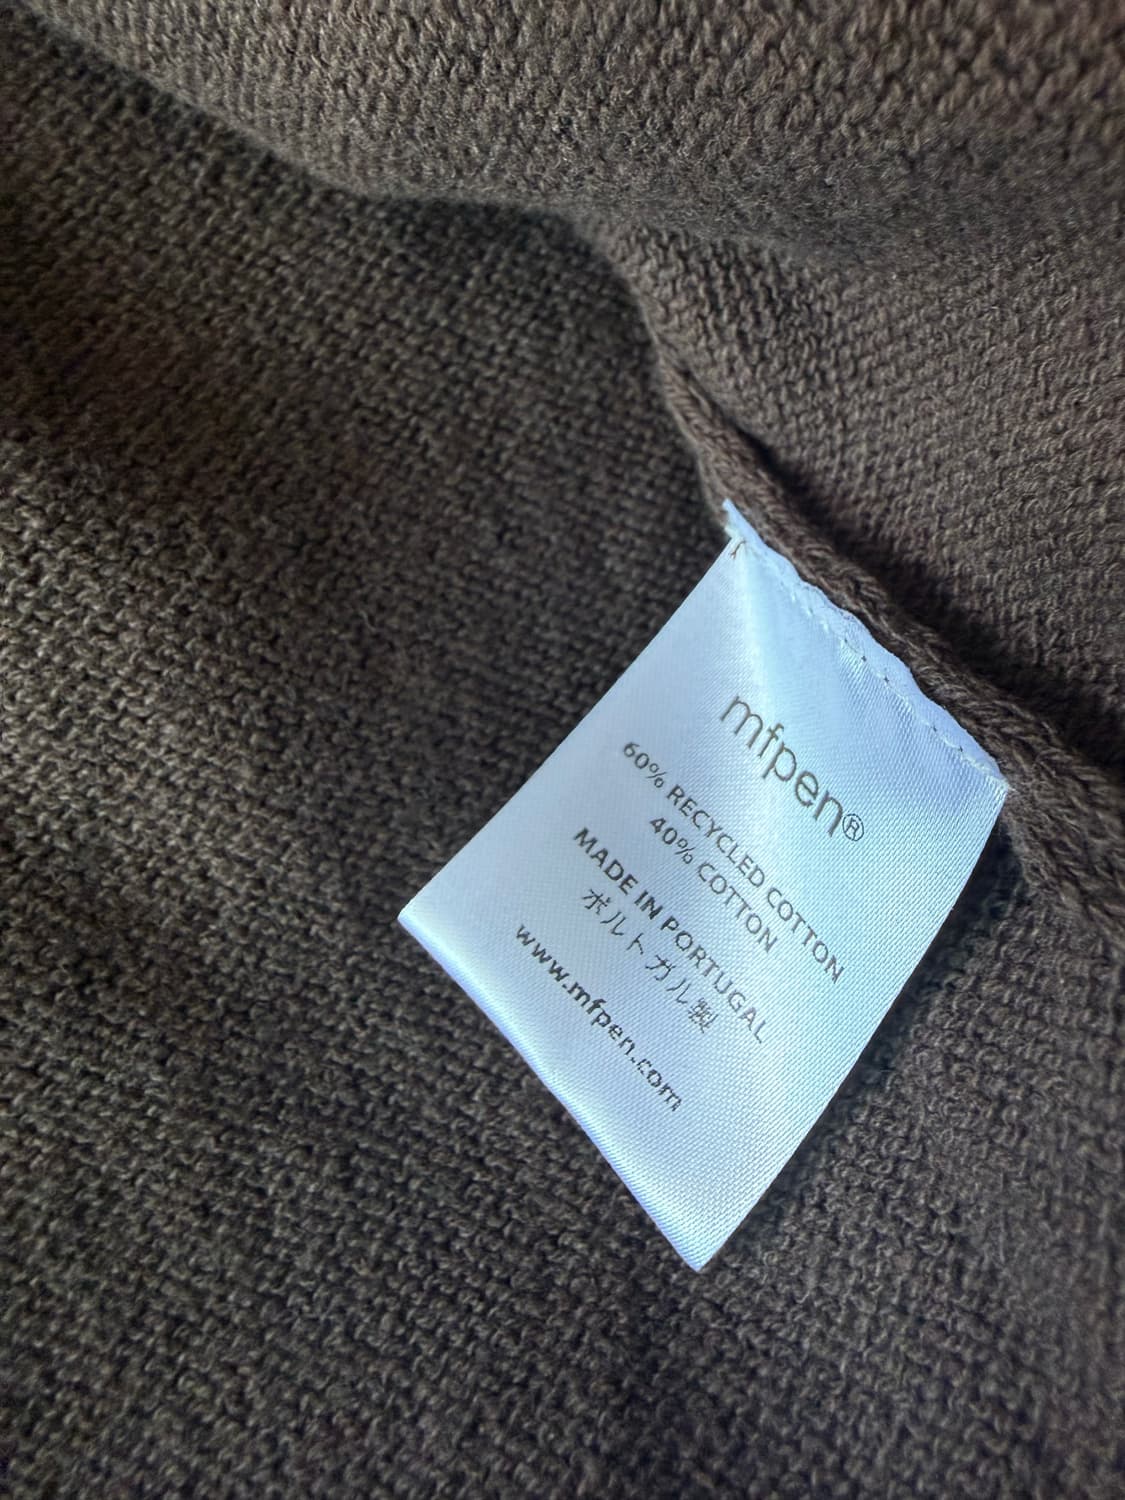 mfpen®
60% RECYCLED COTTON
40% COTTON
MADE IN PORTUGAL
ポルトガル製
www.mfpen.com